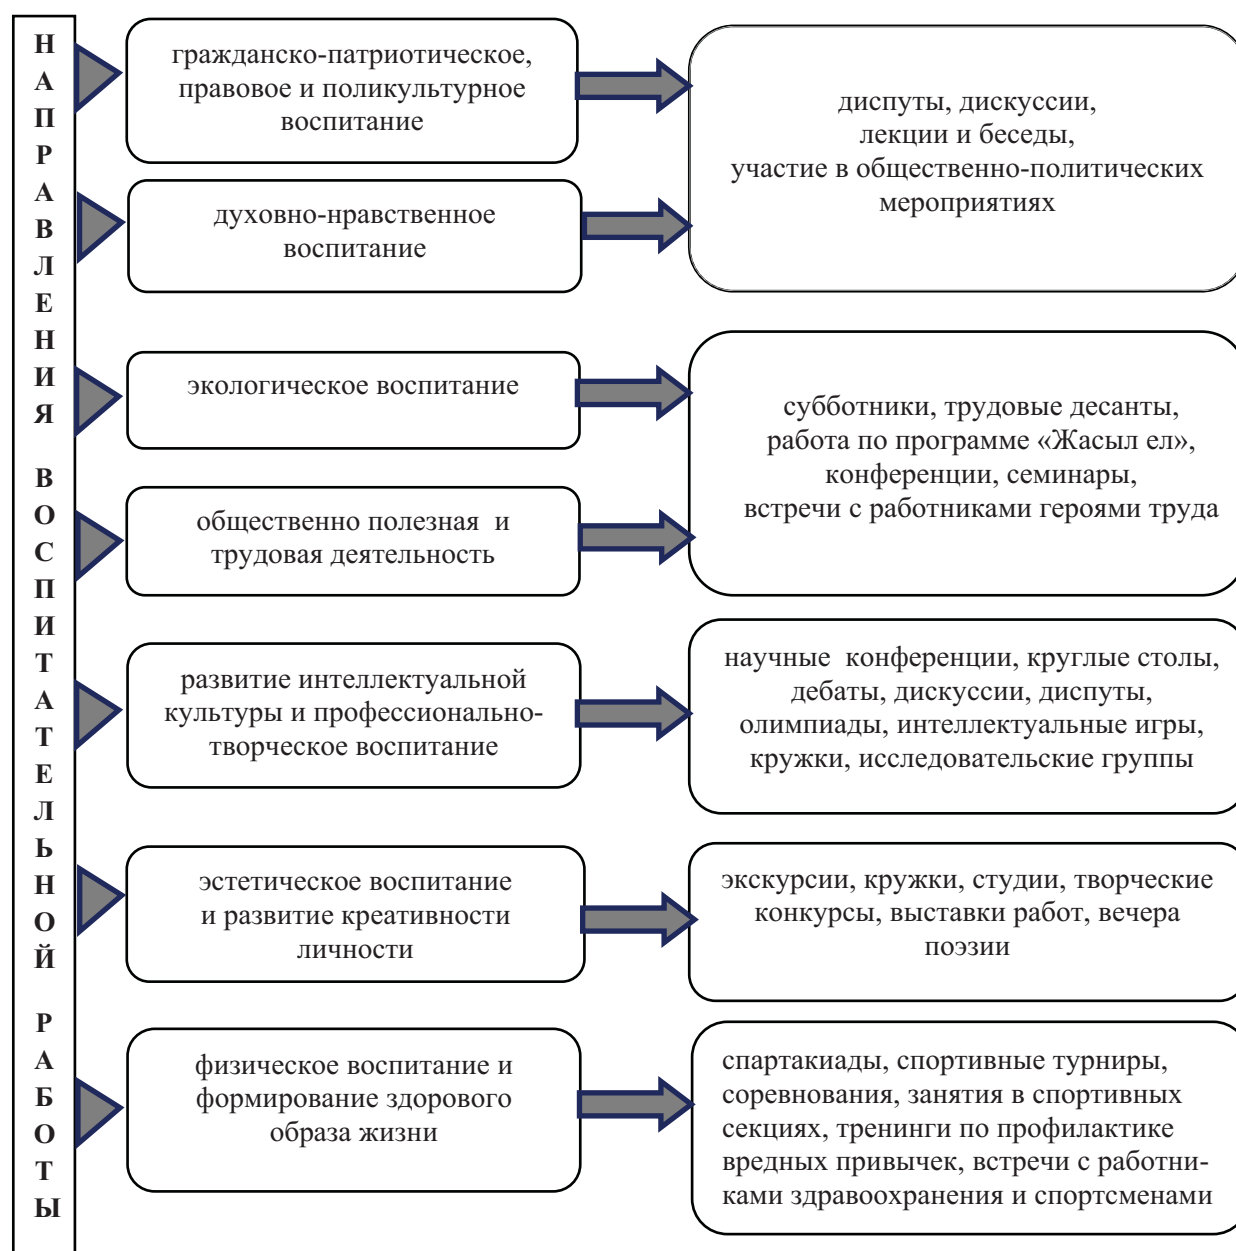 НАПРАВЛЕНИЯ ВОСПИТАТЕЛЬНОЙ РАБОТЫ
гражданско-патриотическое,
правовое и поликультурное
воспитание
диспуты, дискуссии,
лекции и беседы,
участие в общественно-политических
мероприятиях
духовно-нравственное
воспитание
экологическое воспитание
субботники, трудовые десанты,
работа по программе «Жасыл ел»,
конференции, семинары,
встречи с работниками героями труда
общественно полезная и
трудовая деятельность
развитие интеллектуальной
культуры и профессионально-
творческое воспитание
научные конференции, круглые столы,
дебаты, дискуссии, диспуты,
олимпиады, интеллектуальные игры,
кружки, исследовательские группы
эстетическое воспитание
и развитие креативности
личности
экскурсии, кружки, студии, творческие
конкурсы, выставки работ, вечера
поэзии
физическое воспитание и
формирование здорового
образа жизни
спартакиады, спортивные турниры,
соревнования, занятия в спортивных
секциях, тренинги по профилактике
вредных привычек, встречи с работни-
ками здравоохранения и спортсменами